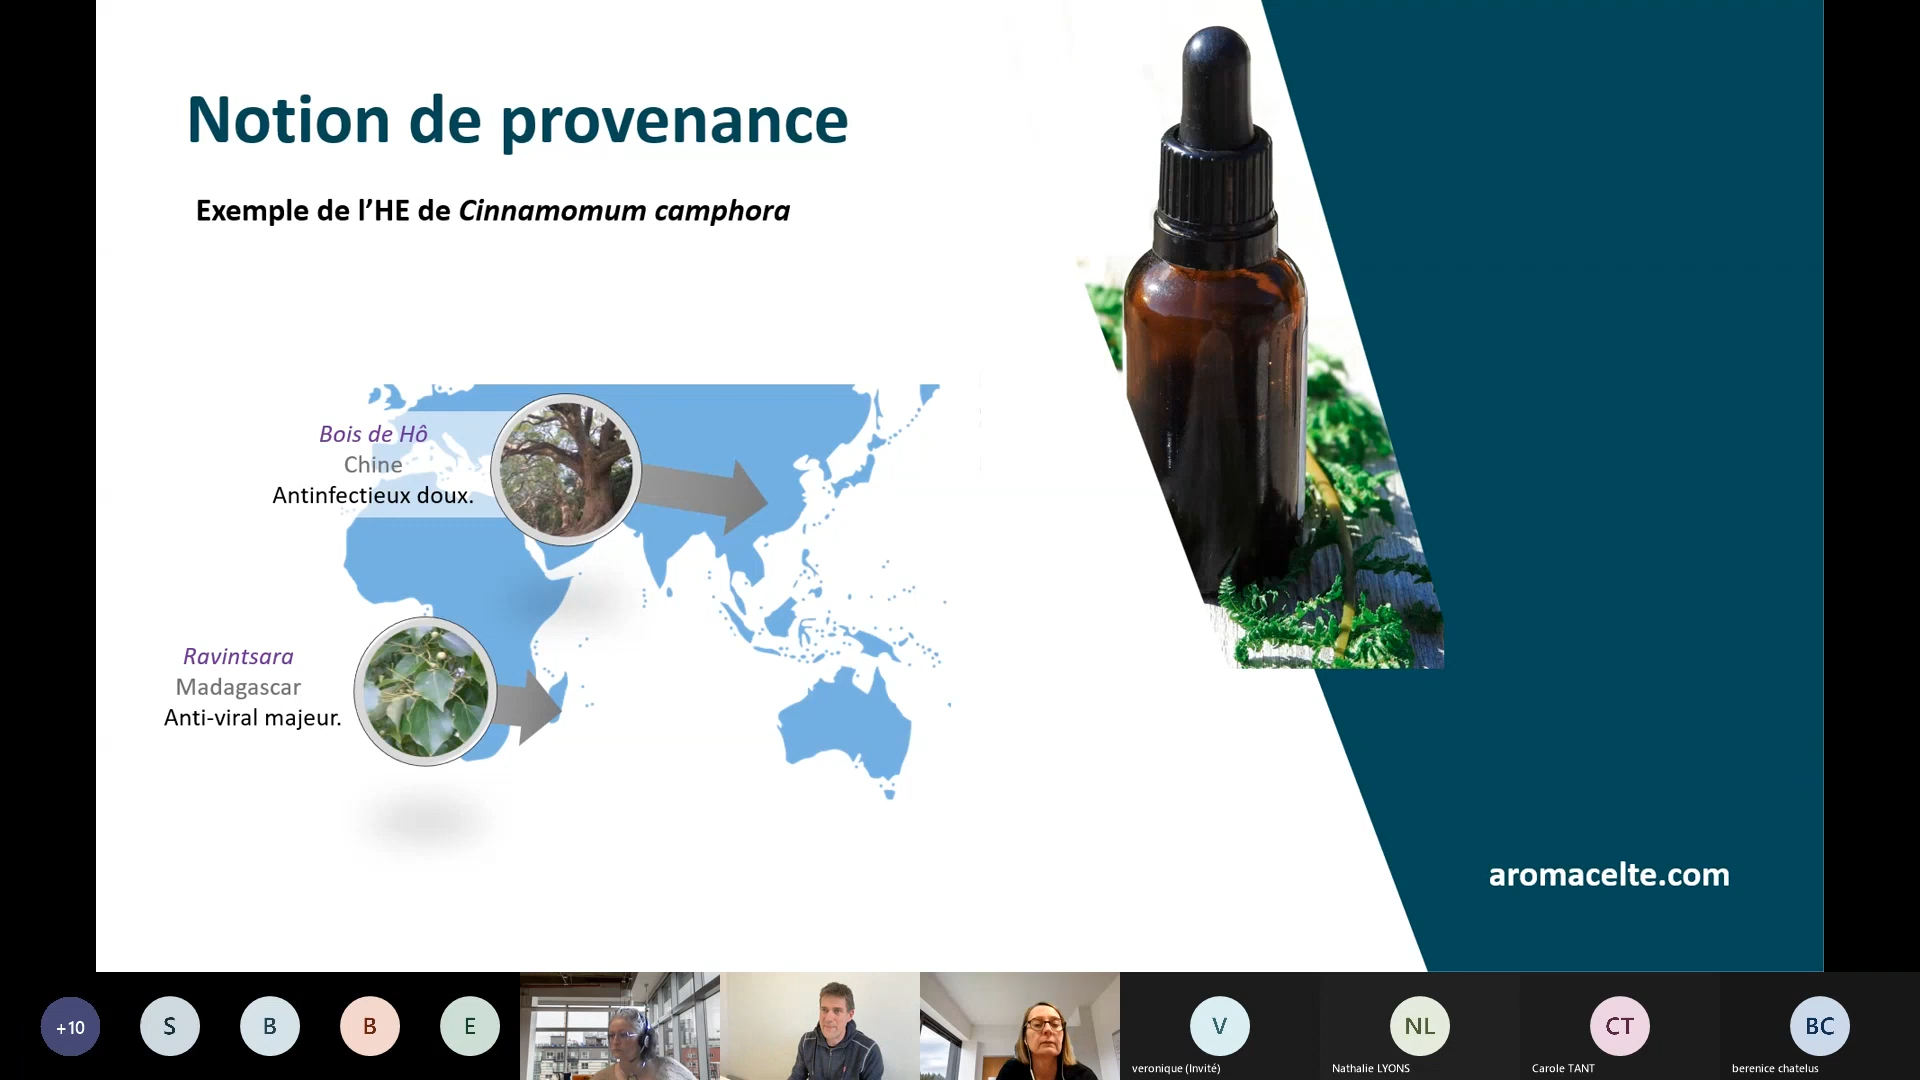 Notion de provenance
Exemple de l’HE de Cinnamomum camphora
Bois de Hô
Chine
Antinfectieux doux.
Ravintsara
Madagascar
Anti-viral majeur.
aromacelte.com
+10
S
B
B
E
V
NL
CT
BC
veronique (Invité)
Nathalie LYONS
Carole TANT
berenice chatelus